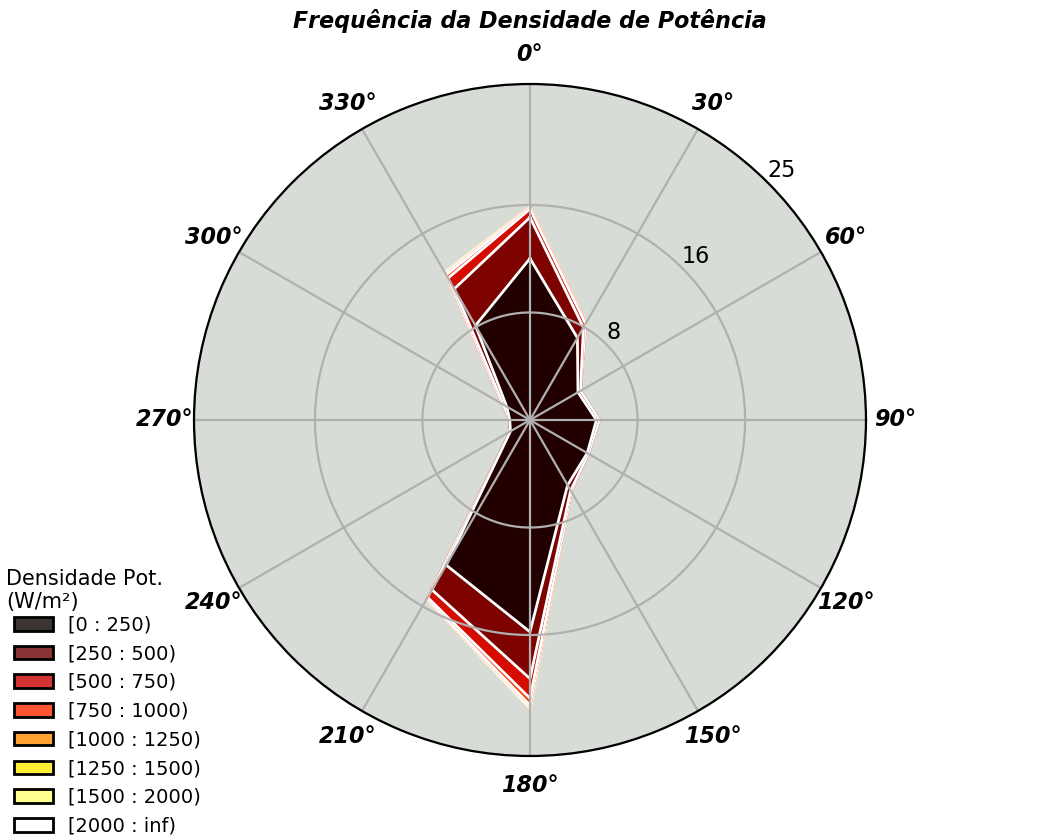 Frequência da Densidade de Potência
0°
330°
30°
25
300°
60°
16
8
270°
90°
240°
120°
210°
150°
180°
Densidade Pot.
(W/m²)
[0 : 250)
[250 : 500)
[500 : 750)
[750 : 1000)
[1000 : 1250)
[1250 : 1500)
[1500 : 2000)
[2000 : inf)